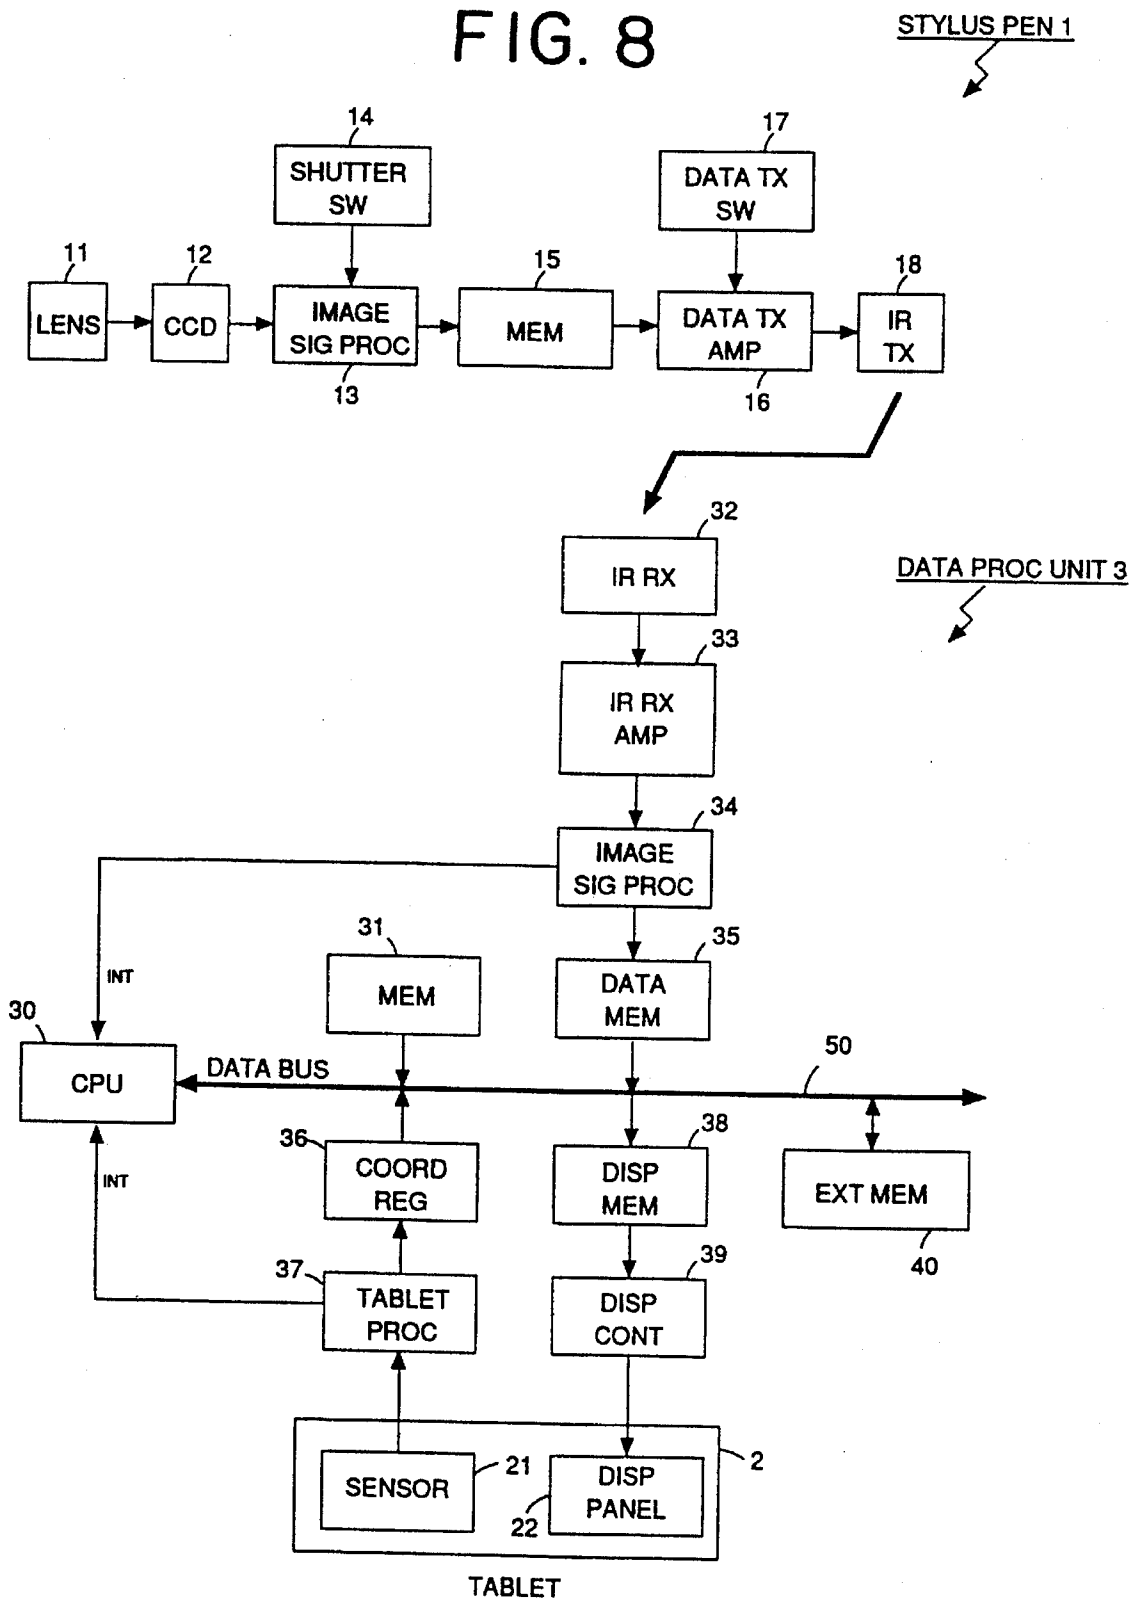 FIG. 8
STYLUS PEN 1
14
17
SHUTTER
SW
DATA TX
SW
11
12
15
18
LENS
CCD
IMAGE
SIG PROC
MEM
DATA TX
AMP
IR
TX
13
16
32
IR RX
DATA PROC UNIT 3
33
IR RX
AMP
34
IMAGE
SIG PROC
31
35
MEM
DATA
MEM
INT
30
CPU
DATA BUS
50
36
38
INT
COORD
REG
DISP
MEM
EXT MEM
40
37
39
TABLET
PROC
DISP
CONT
2
21
SENSOR
DISP
PANEL
22
TABLET